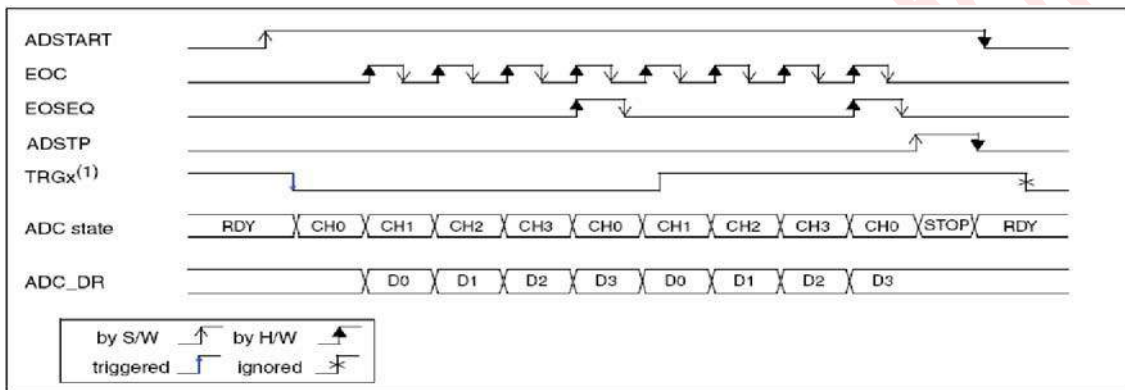 ADSTART
EOC
EOSEQ
ADSTP
TRGx(1)
ADC state RDY CH0 CH1 CH2 CH3 CH0 CH1 CH2 CH3 CH0 STOP RDY
ADC_DR D0 D1 D2 D3 D0 D1 D2 D3
by S/W by H/W
triggered ignored